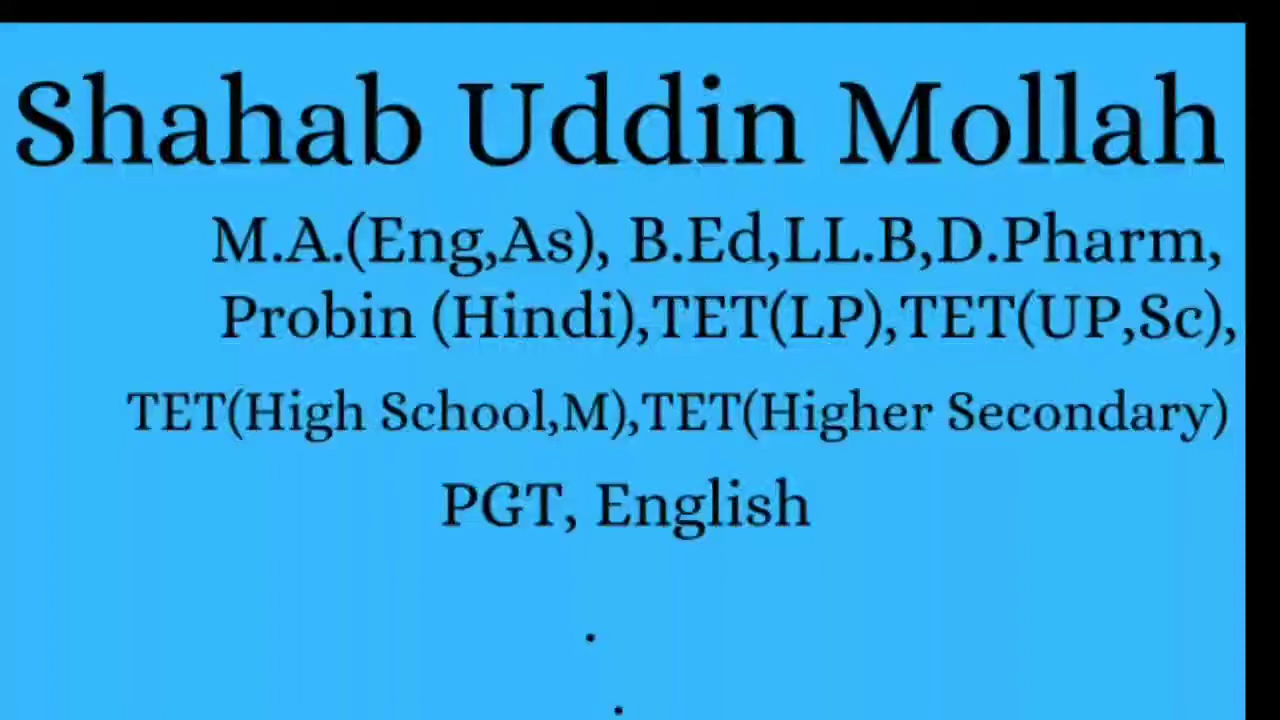 Shahab Uddin Mollah
M.A.(Eng,As), B.Ed,LL.B,D.Pharm,
Probin (Hindi),TET(LP),TET(UP,Sc),
TET(High School,M),TET(Higher Secondary)
PGT, English
.
.